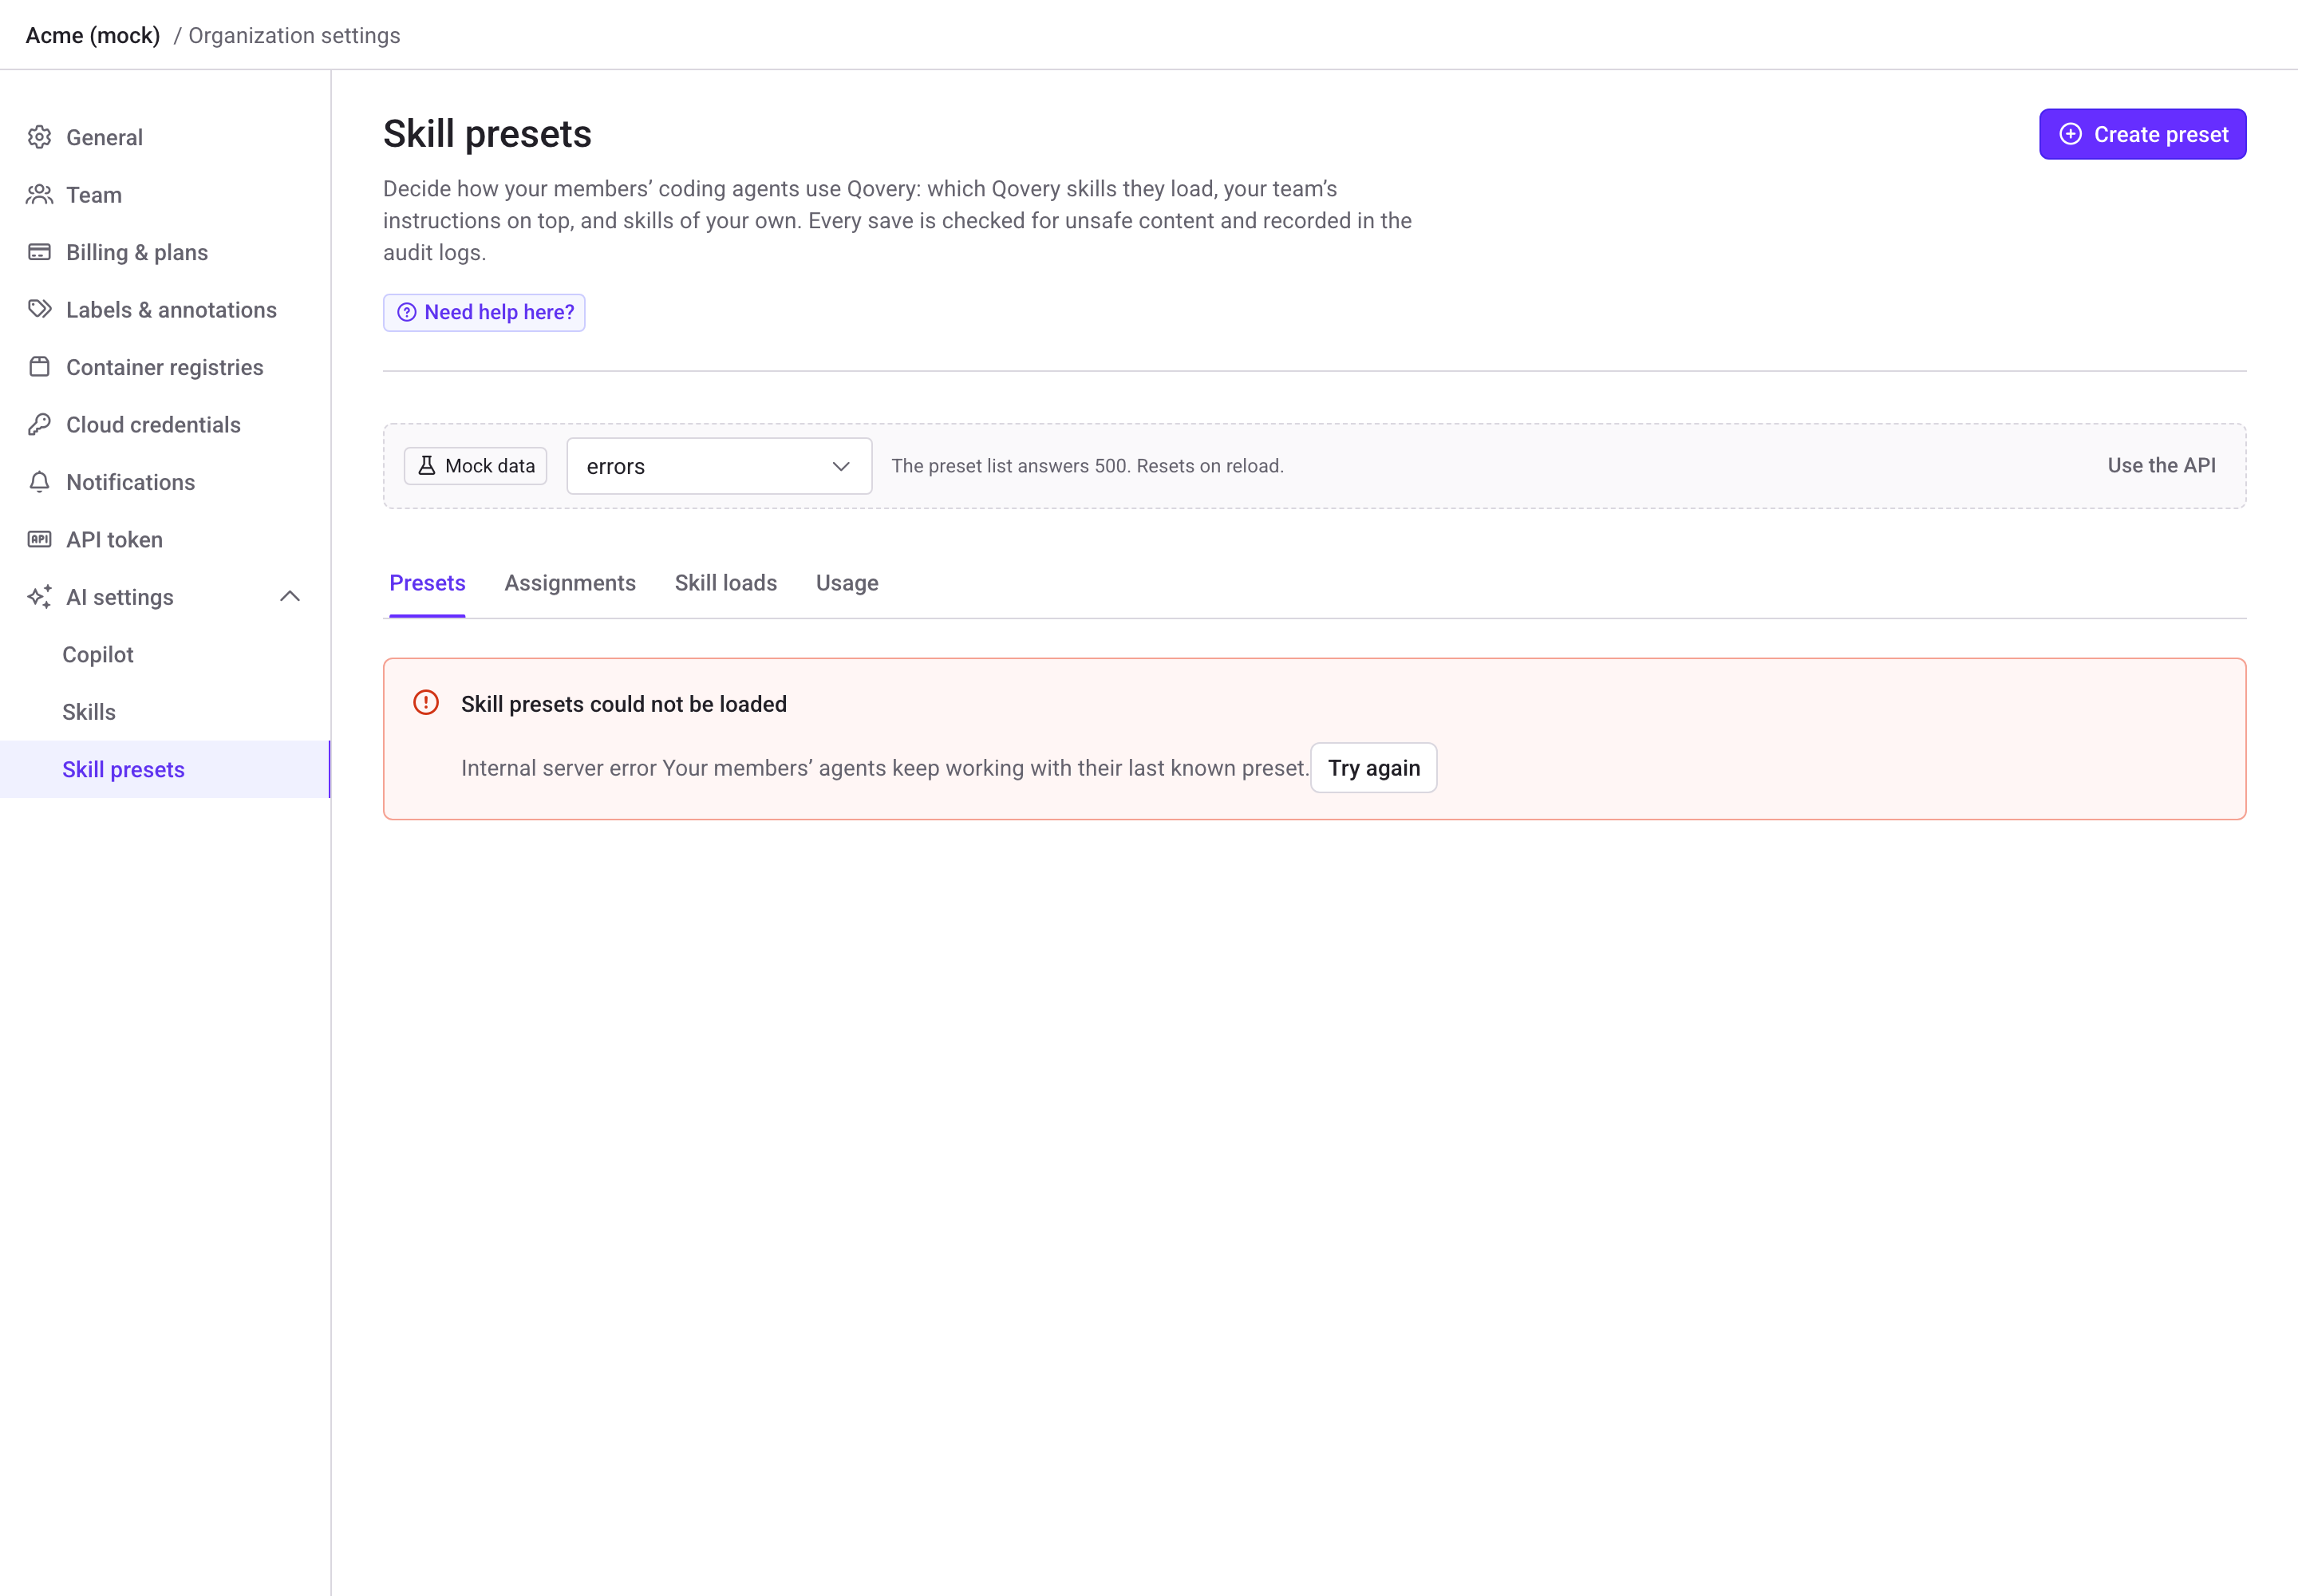 Acme (mock) / Organization settings
General
Team
Billing & plans
Labels & annotations
Container registries
Cloud credentials
Notifications
API token
AI settings
Copilot
Skills
Skill presets
Skill presets
Create preset
Decide how your members’ coding agents use Qovery: which Qovery skills they load, your team’s
instructions on top, and skills of your own. Every save is checked for unsafe content and recorded in the
audit logs.
Need help here?
Mock data
errors
The preset list answers 500. Resets on reload.
Use the API
Presets
Assignments
Skill loads
Usage
Skill presets could not be loaded
Internal server error Your members’ agents keep working with their last known preset.
Try again